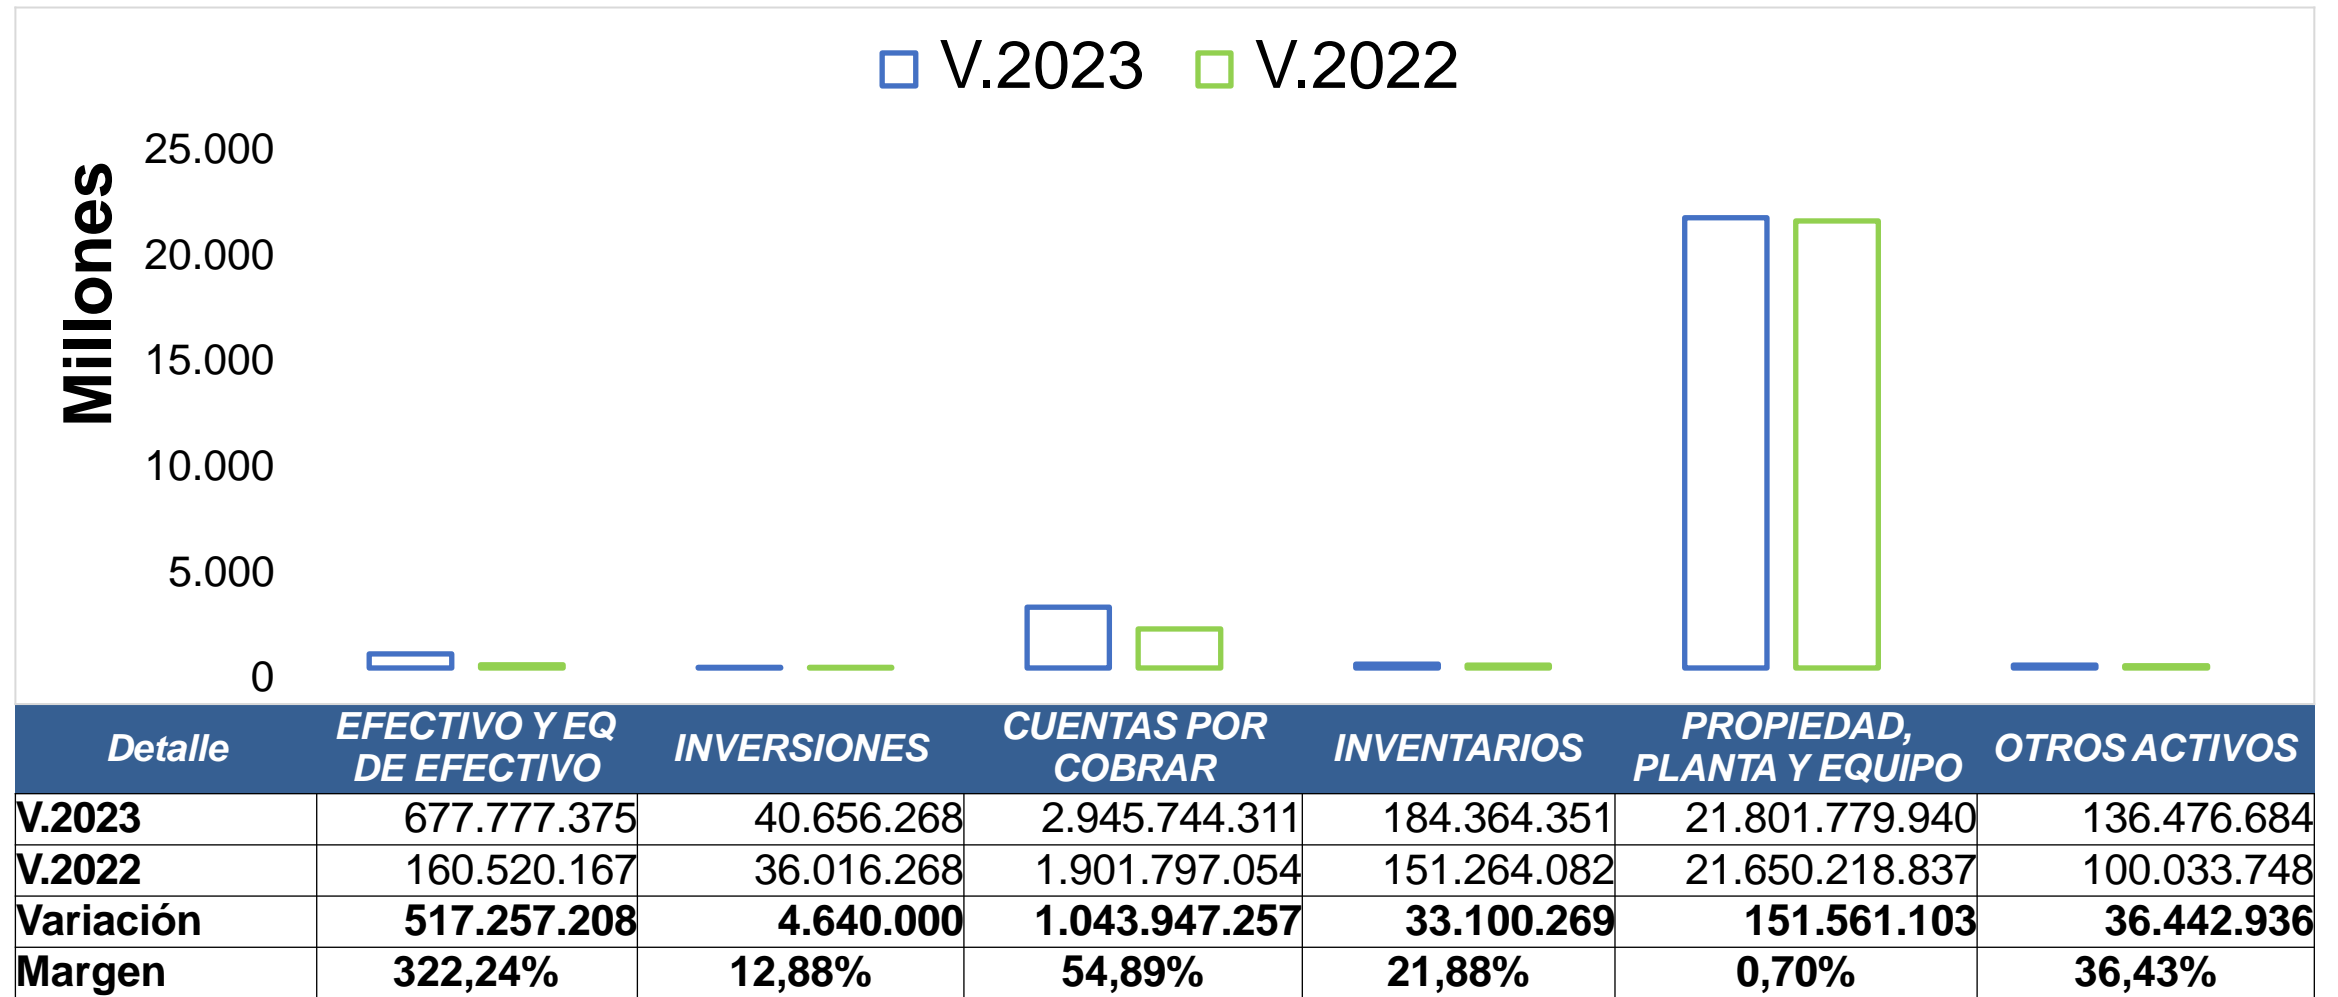 V.2023 V.2022
Millones
25.000
20.000
15.000
10.000
5.000
0
Detalle EFECTIVO Y EQ DE EFECTIVO INVERSIONES CUENTAS POR COBRAR INVENTARIOS PROPIEDAD, PLANTA Y EQUIPO OTROS ACTIVOS
V.2023 677.777.375 40.656.268 2.945.744.311 184.364.351 21.801.779.940 136.476.684
V.2022 160.520.167 36.016.268 1.901.797.054 151.264.082 21.650.218.837 100.033.748
Variación 517.257.208 4.640.000 1.043.947.257 33.100.269 151.561.103 36.442.936
Margen 322,24% 12,88% 54,89% 21,88% 0,70% 36,43%